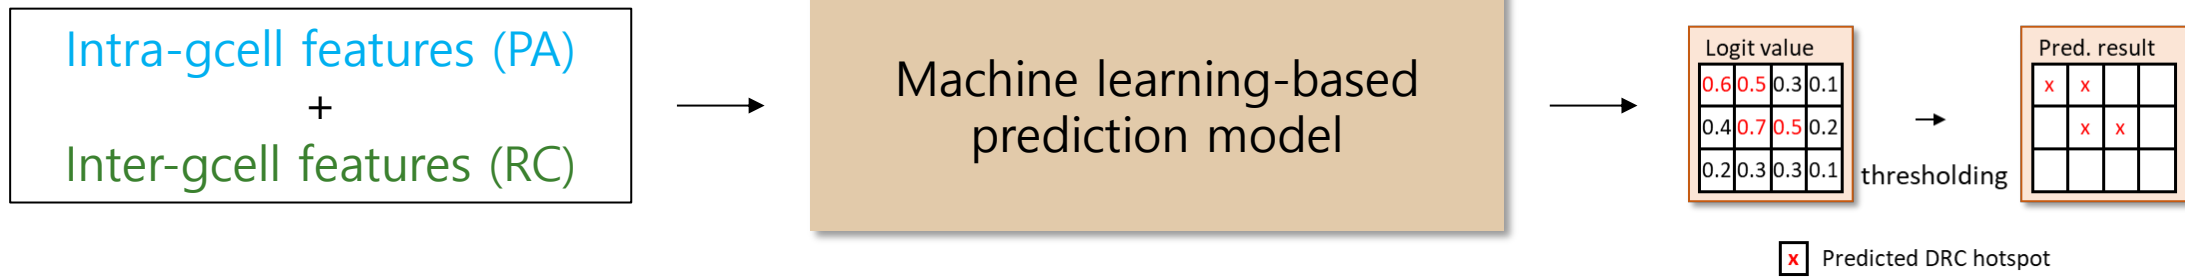 Intra-gcell features (PA)
+
Inter-gcell features (RC)
Machine learning-based
prediction model
Logit value
0.6 0.5 0.3 0.1
0.4 0.7 0.5 0.2
0.2 0.3 0.3 0.1
thresholding
Pred. result
x x
x x
x Predicted DRC hotspot